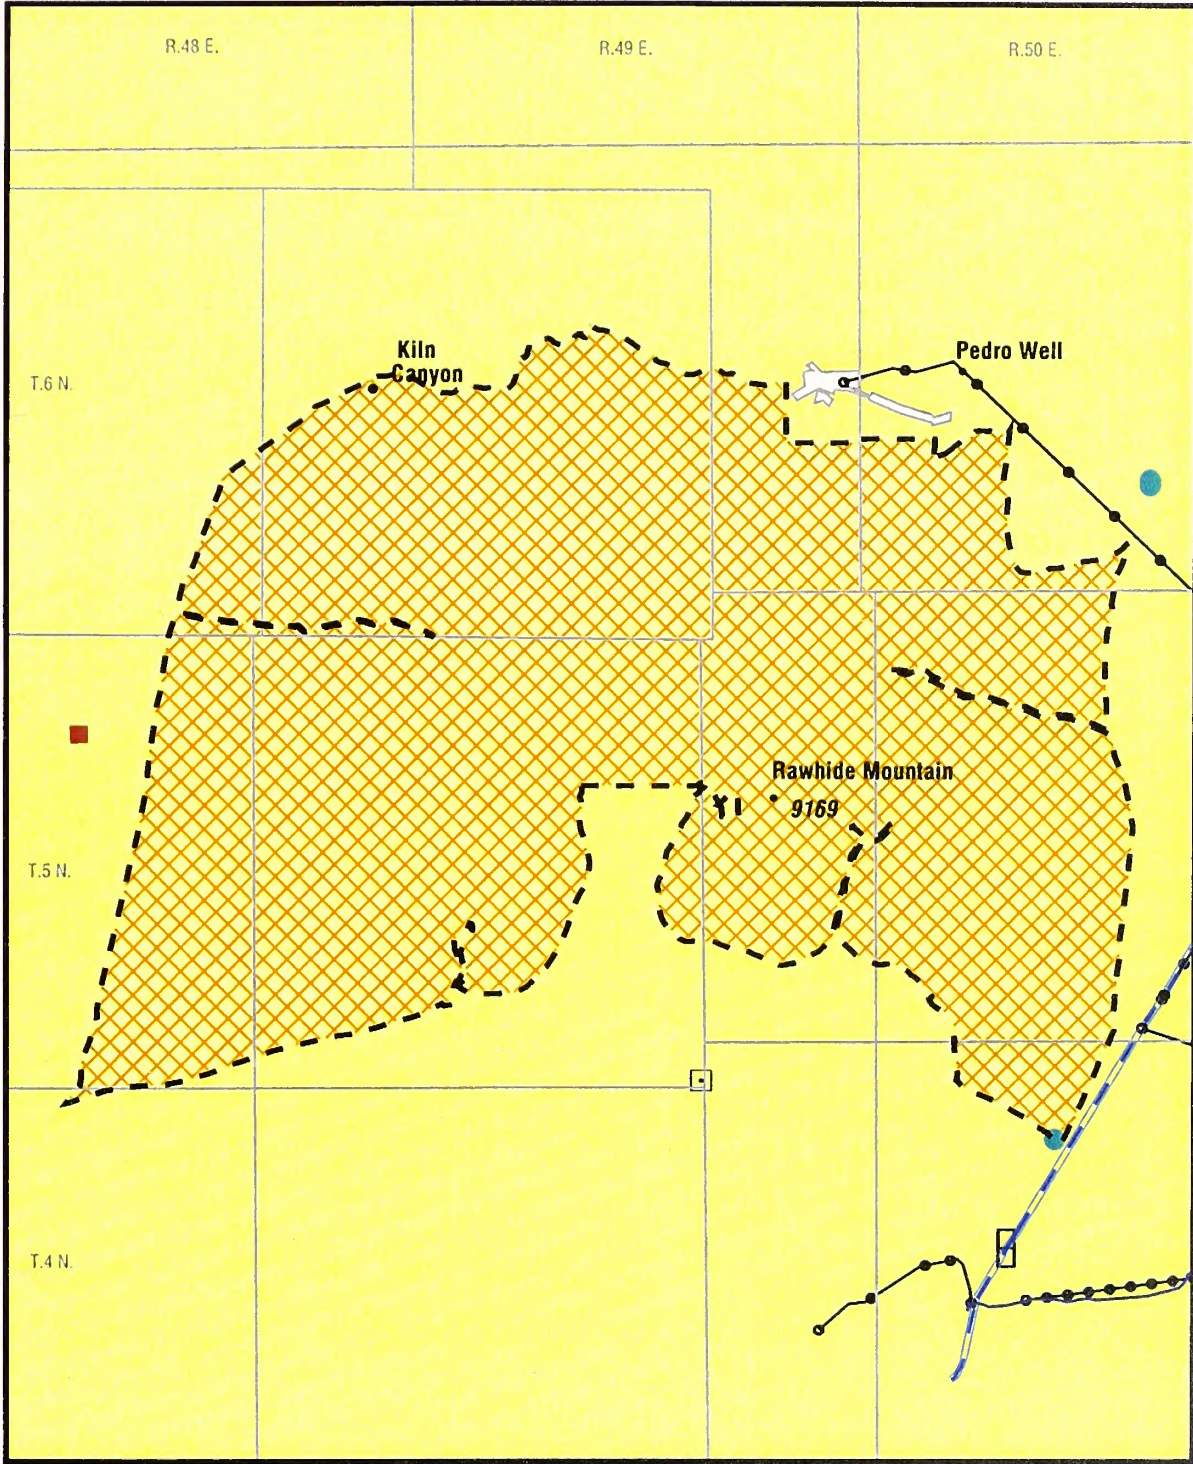 R.48 E.
R.49 E.
R.50 E.
Kiln
Canyon
Pedro Well
T.6 N.
Rawhide Mountain
9169
T.5 N.
T.4 N.